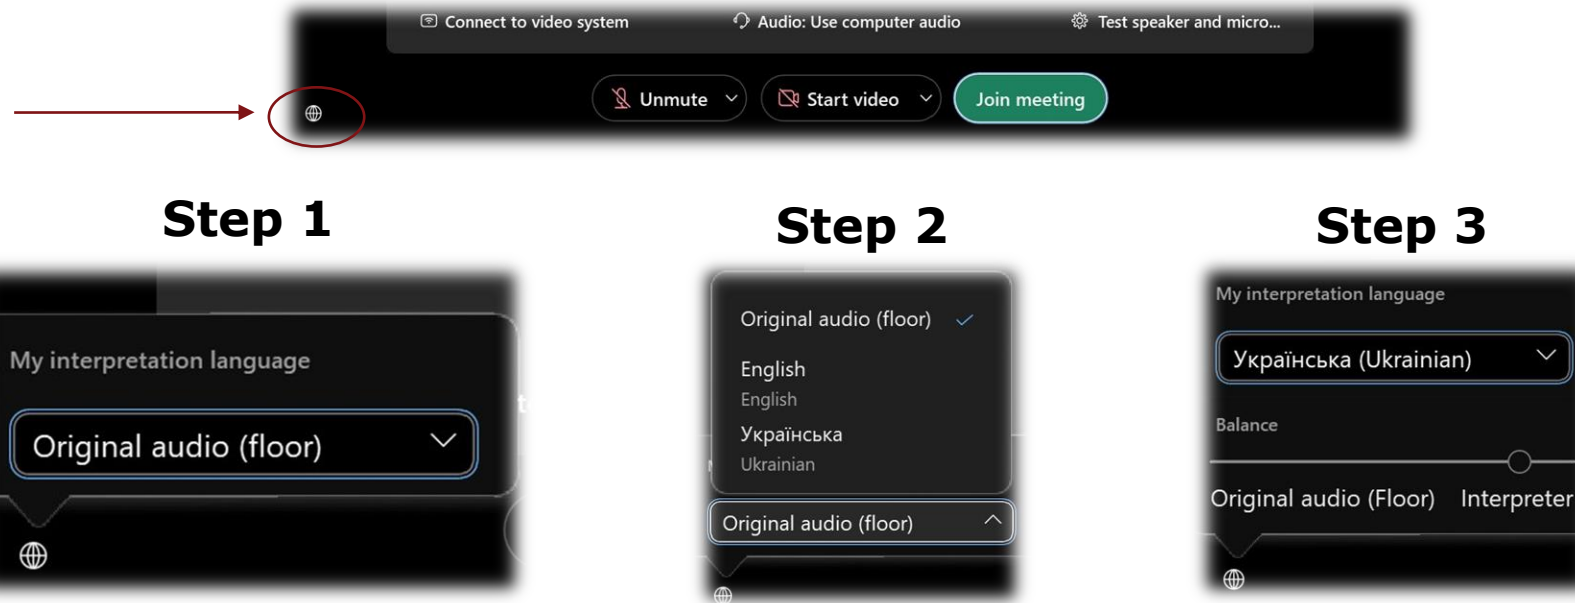 Connect to video system Audio: Use computer audio Test speaker and micro...
Unmute Start video Join meeting
Step 1
My interpretation language
Original audio (floor)
Step 2
Original audio (floor)
English
English
Українська
Ukrainian
Original audio (floor)
Step 3
My interpretation language
Українська (Ukrainian)
Balance
Original audio (Floor) Interpreter